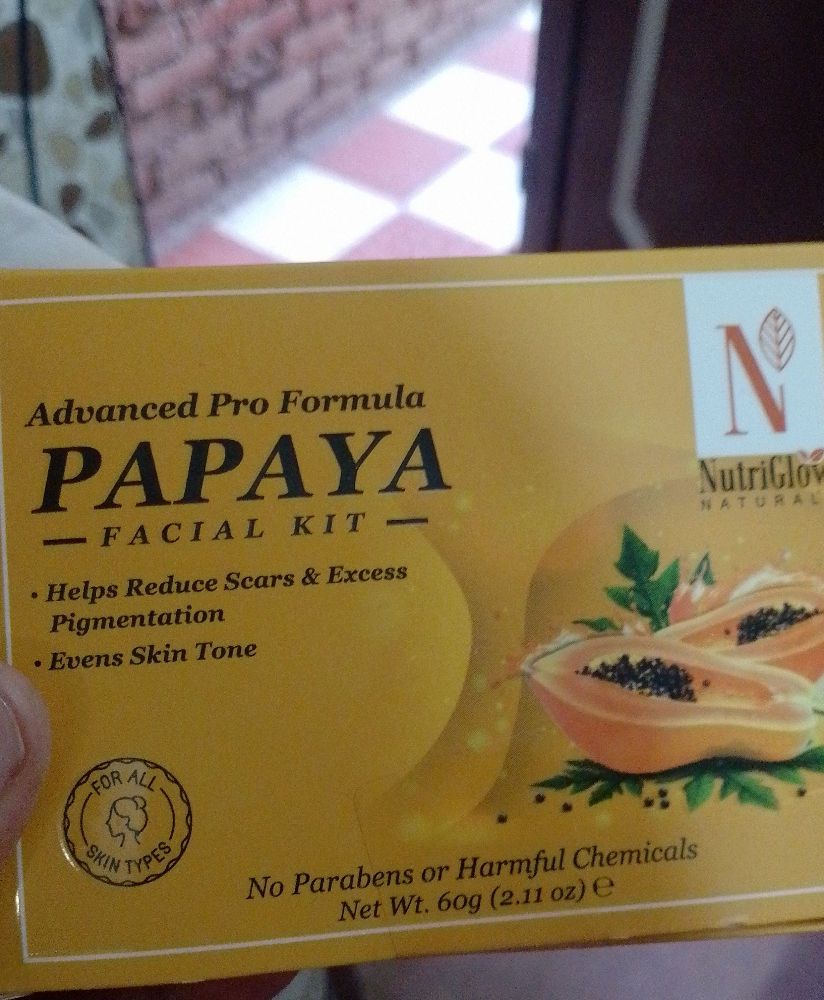 Advanced Pro Formula
PAPAYA
FACIAL KIT
• Helps Reduce Scars & Excess
Pigmentation
• Evens Skin Tone
FOR ALL
SKIN TYPES
N
NutriGlow
NATURAL
No Parabens or Harmful Chemicals
Net Wt. 60g (2.11 oz) ℮